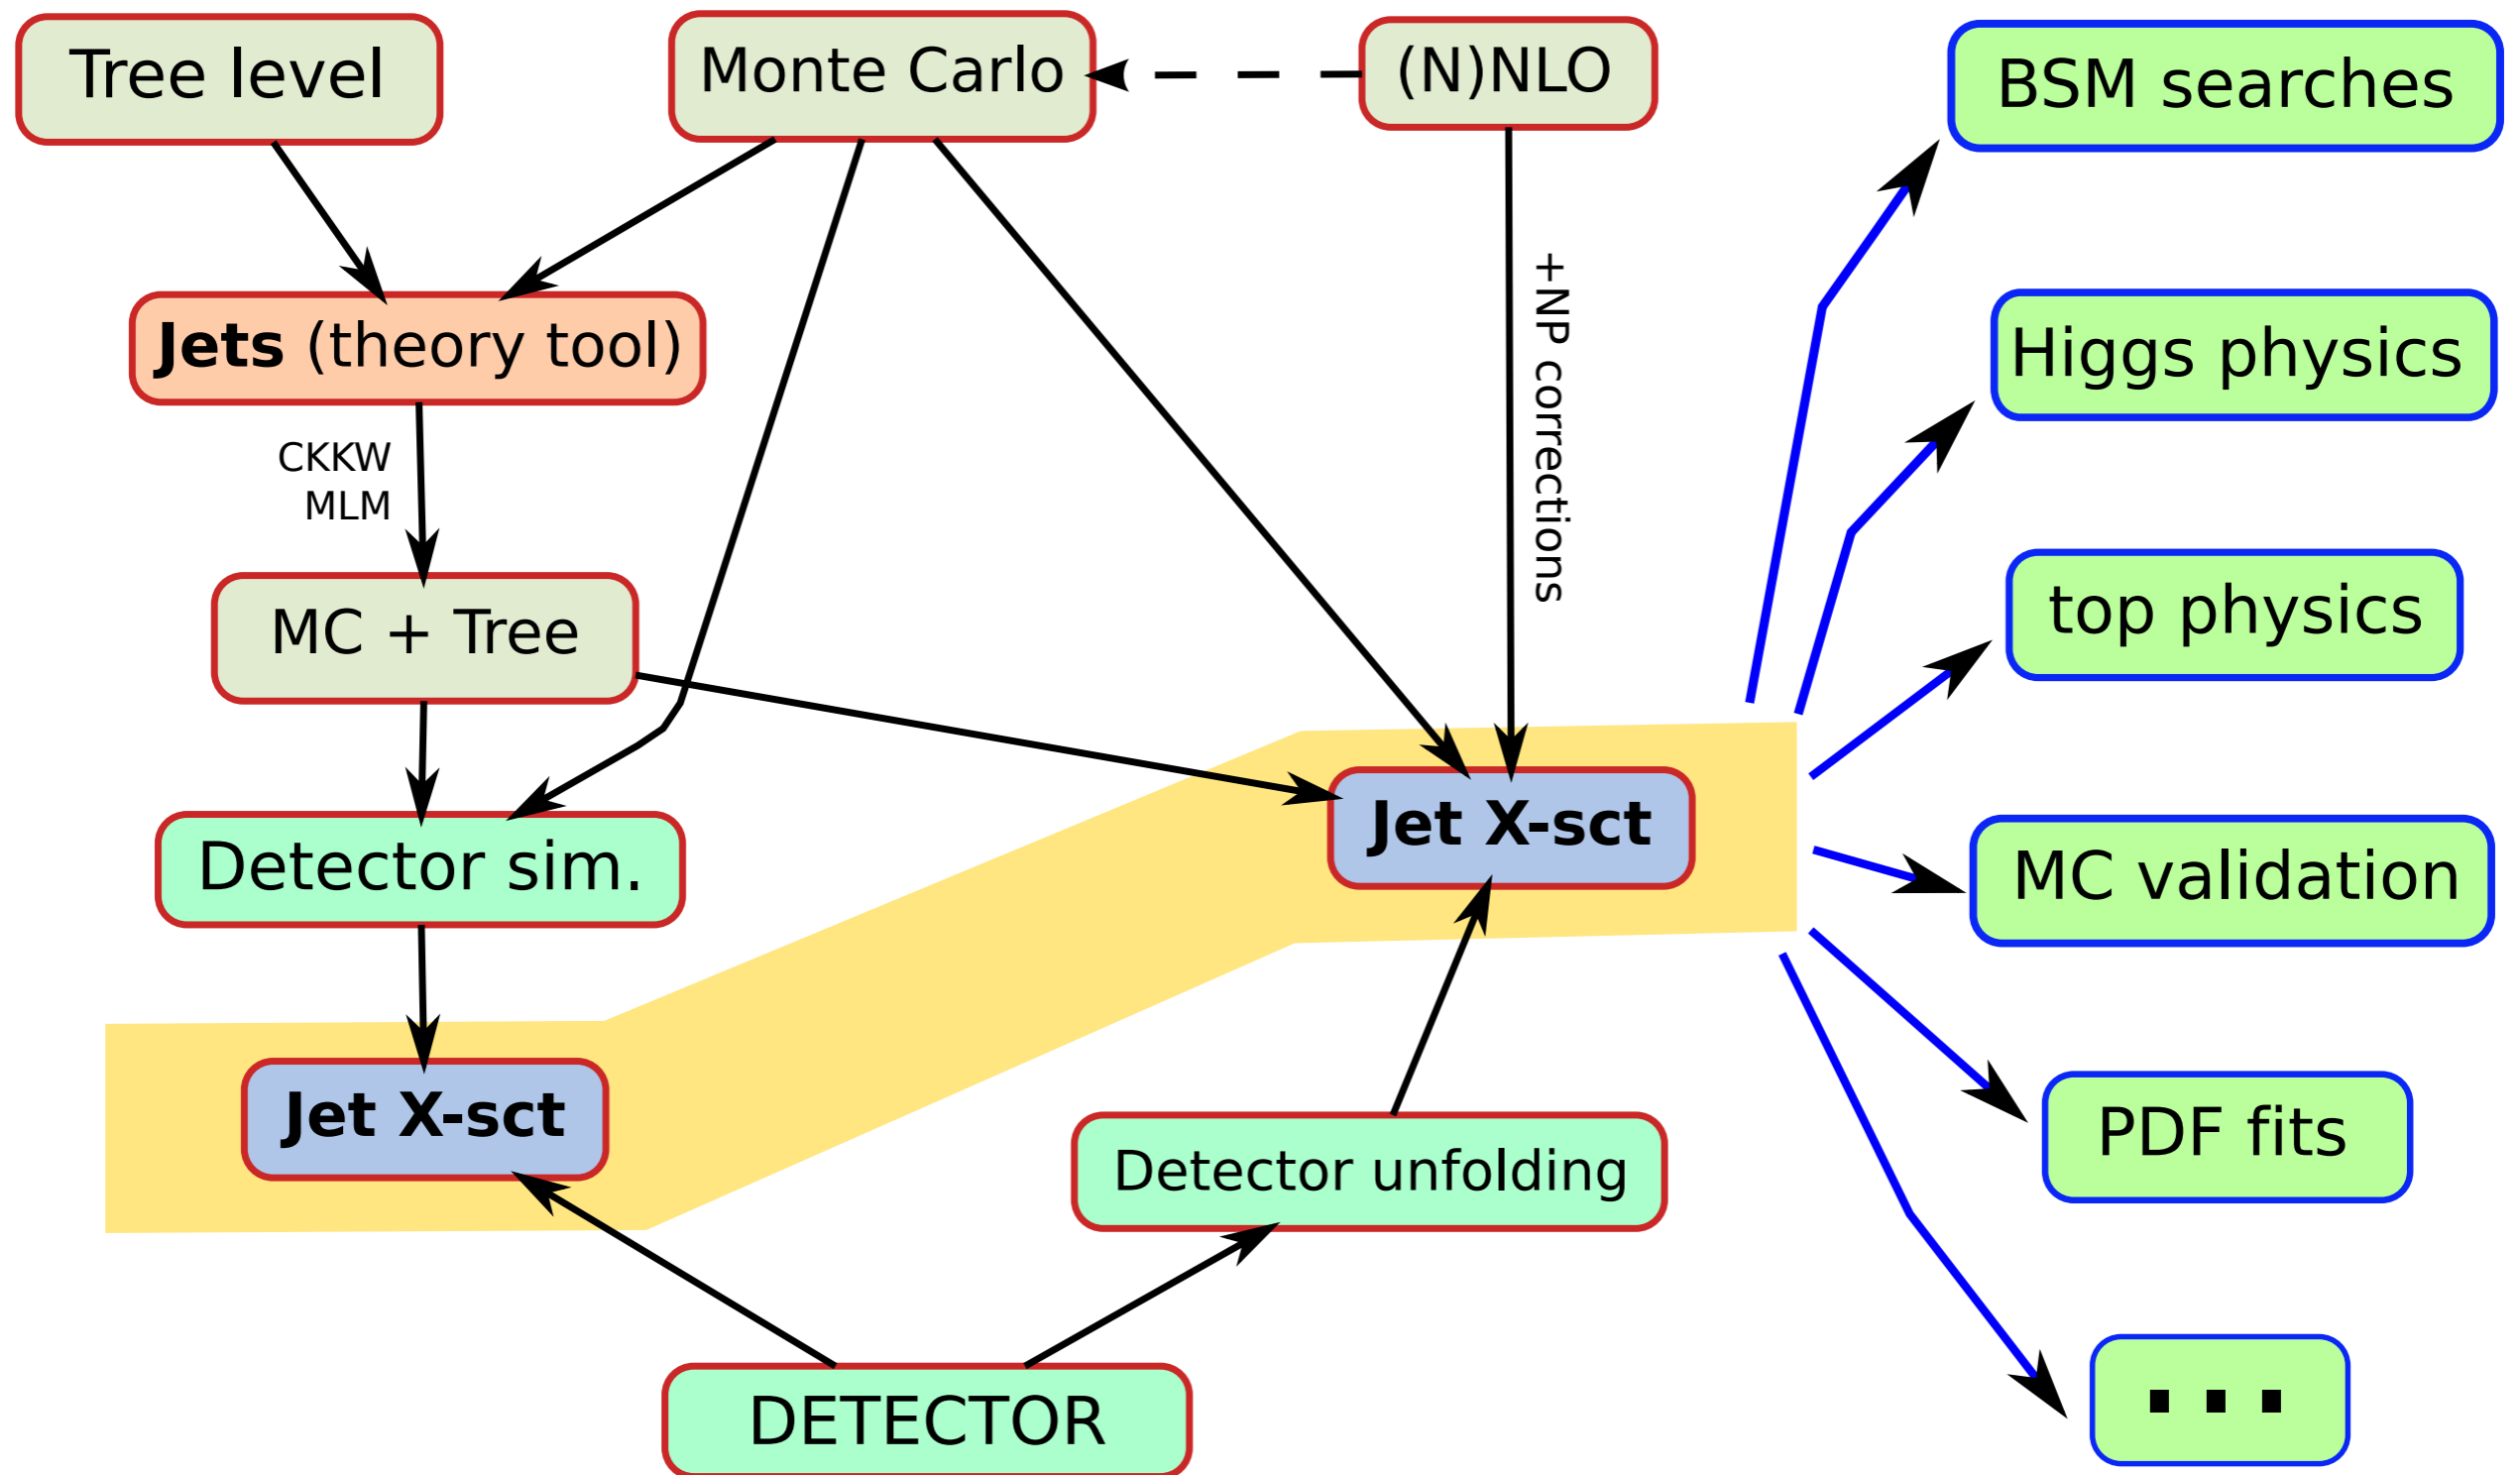 Tree level
Monte Carlo
(N)NLO
BSM searches
Jets (theory tool)
+NP corrections
Higgs physics
CKKW
MLM
MC + Tree
top physics
Detector sim.
Jet X-sct
MC validation
Jet X-sct
Detector unfolding
PDF fits
DETECTOR
...